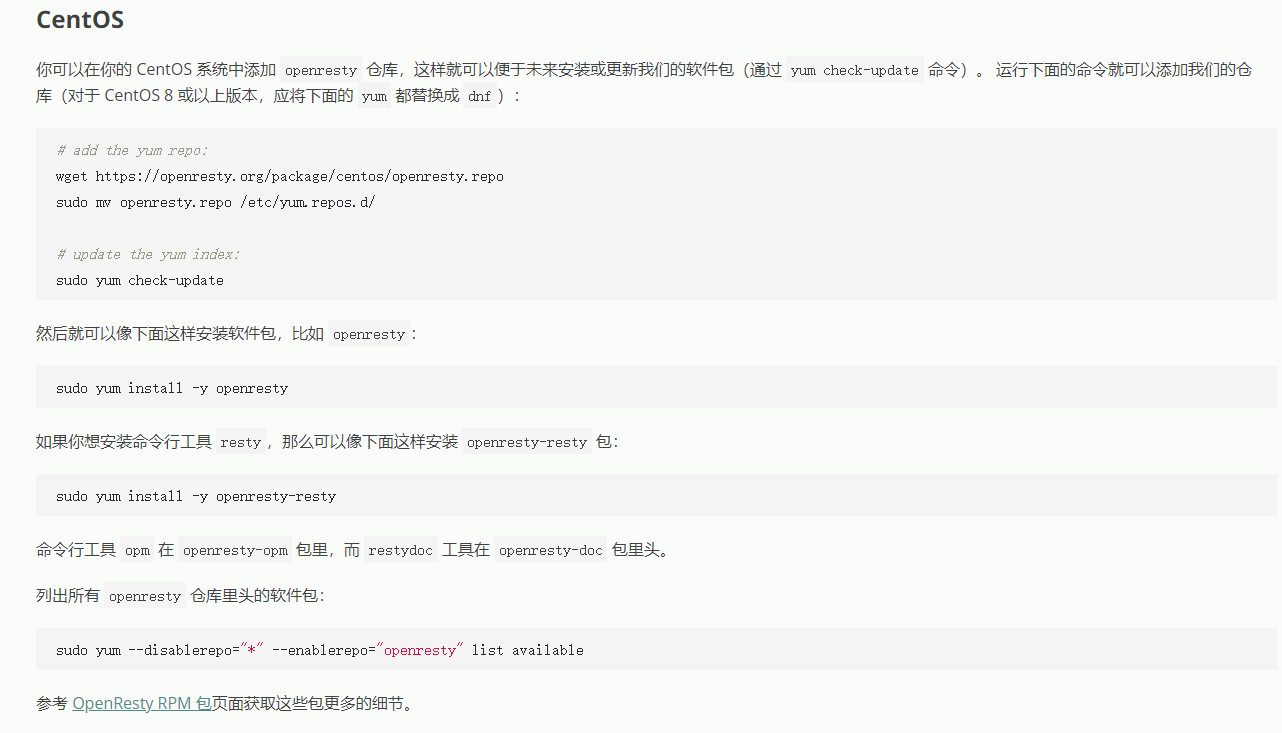 CentOS
你可以在你的 CentOS 系统中添加 openresty 仓库，这样就可以便于未来安装或更新我们的软件包（通过 yum check-update 命令）。 运行下面的命令就可以添加我们的仓
库（对于 CentOS 8 或以上版本，应将下面的 yum 都替换成 dnf ）：
# add the yum repo:
wget https://openresty.org/package/centos/openresty.repo
sudo mv openresty.repo /etc/yum.repos.d/
# update the yum index:
sudo yum check-update
然后就可以像下面这样安装软件包，比如 openresty：
sudo yum install -y openresty
如果你想安装命令行工具 resty，那么可以像下面这样安装 openresty-resty 包：
sudo yum install -y openresty-resty
命令行工具 opm 在 openresty-opm 包里，而 restydoc 工具在 openresty-doc 包里头。
列出所有 openresty 仓库里头的软件包：
sudo yum --disablerepo="*" --enablerepo="openresty" list available
参考 OpenResty RPM 包页面获取这些包更多的细节。